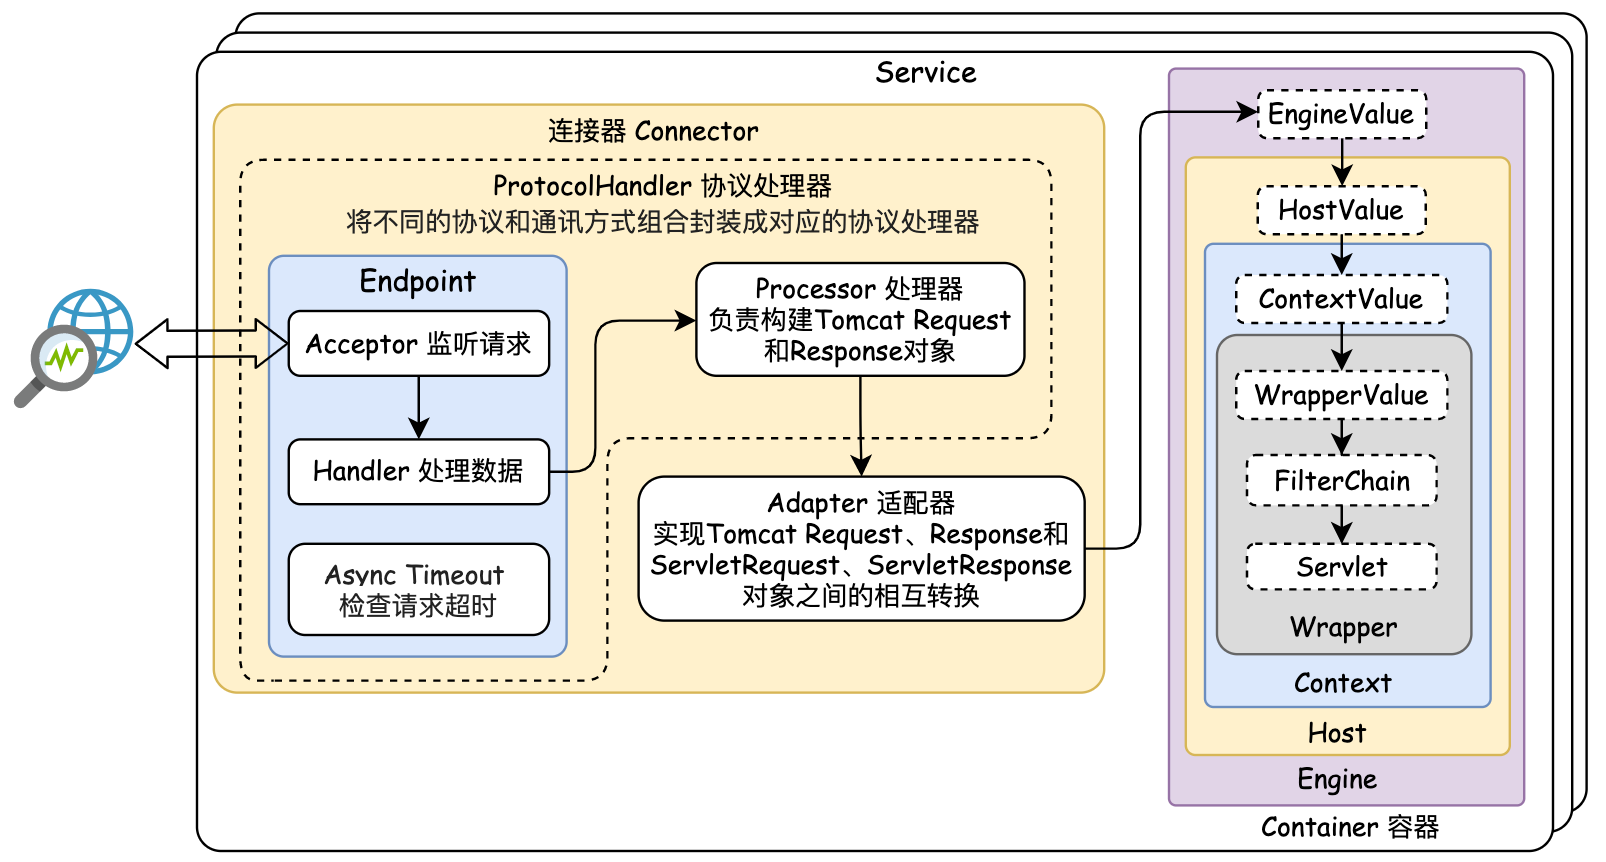 Service
连接器 Connector
ProtocolHandler 协议处理器
将不同的协议和通讯方式组合封装成对应的协议处理器
Endpoint
Acceptor 监听请求
Handler 处理数据
Async Timeout
检查请求超时
Processor 处理器
负责构建Tomcat Request
和Response对象
Adapter 适配器
实现Tomcat Request、Response和
ServletRequest、ServletResponse
对象之间的相互转换
EngineValue
HostValue
ContextValue
WrapperValue
FilterChain
Servlet
Wrapper
Context
Host
Engine
Container 容器